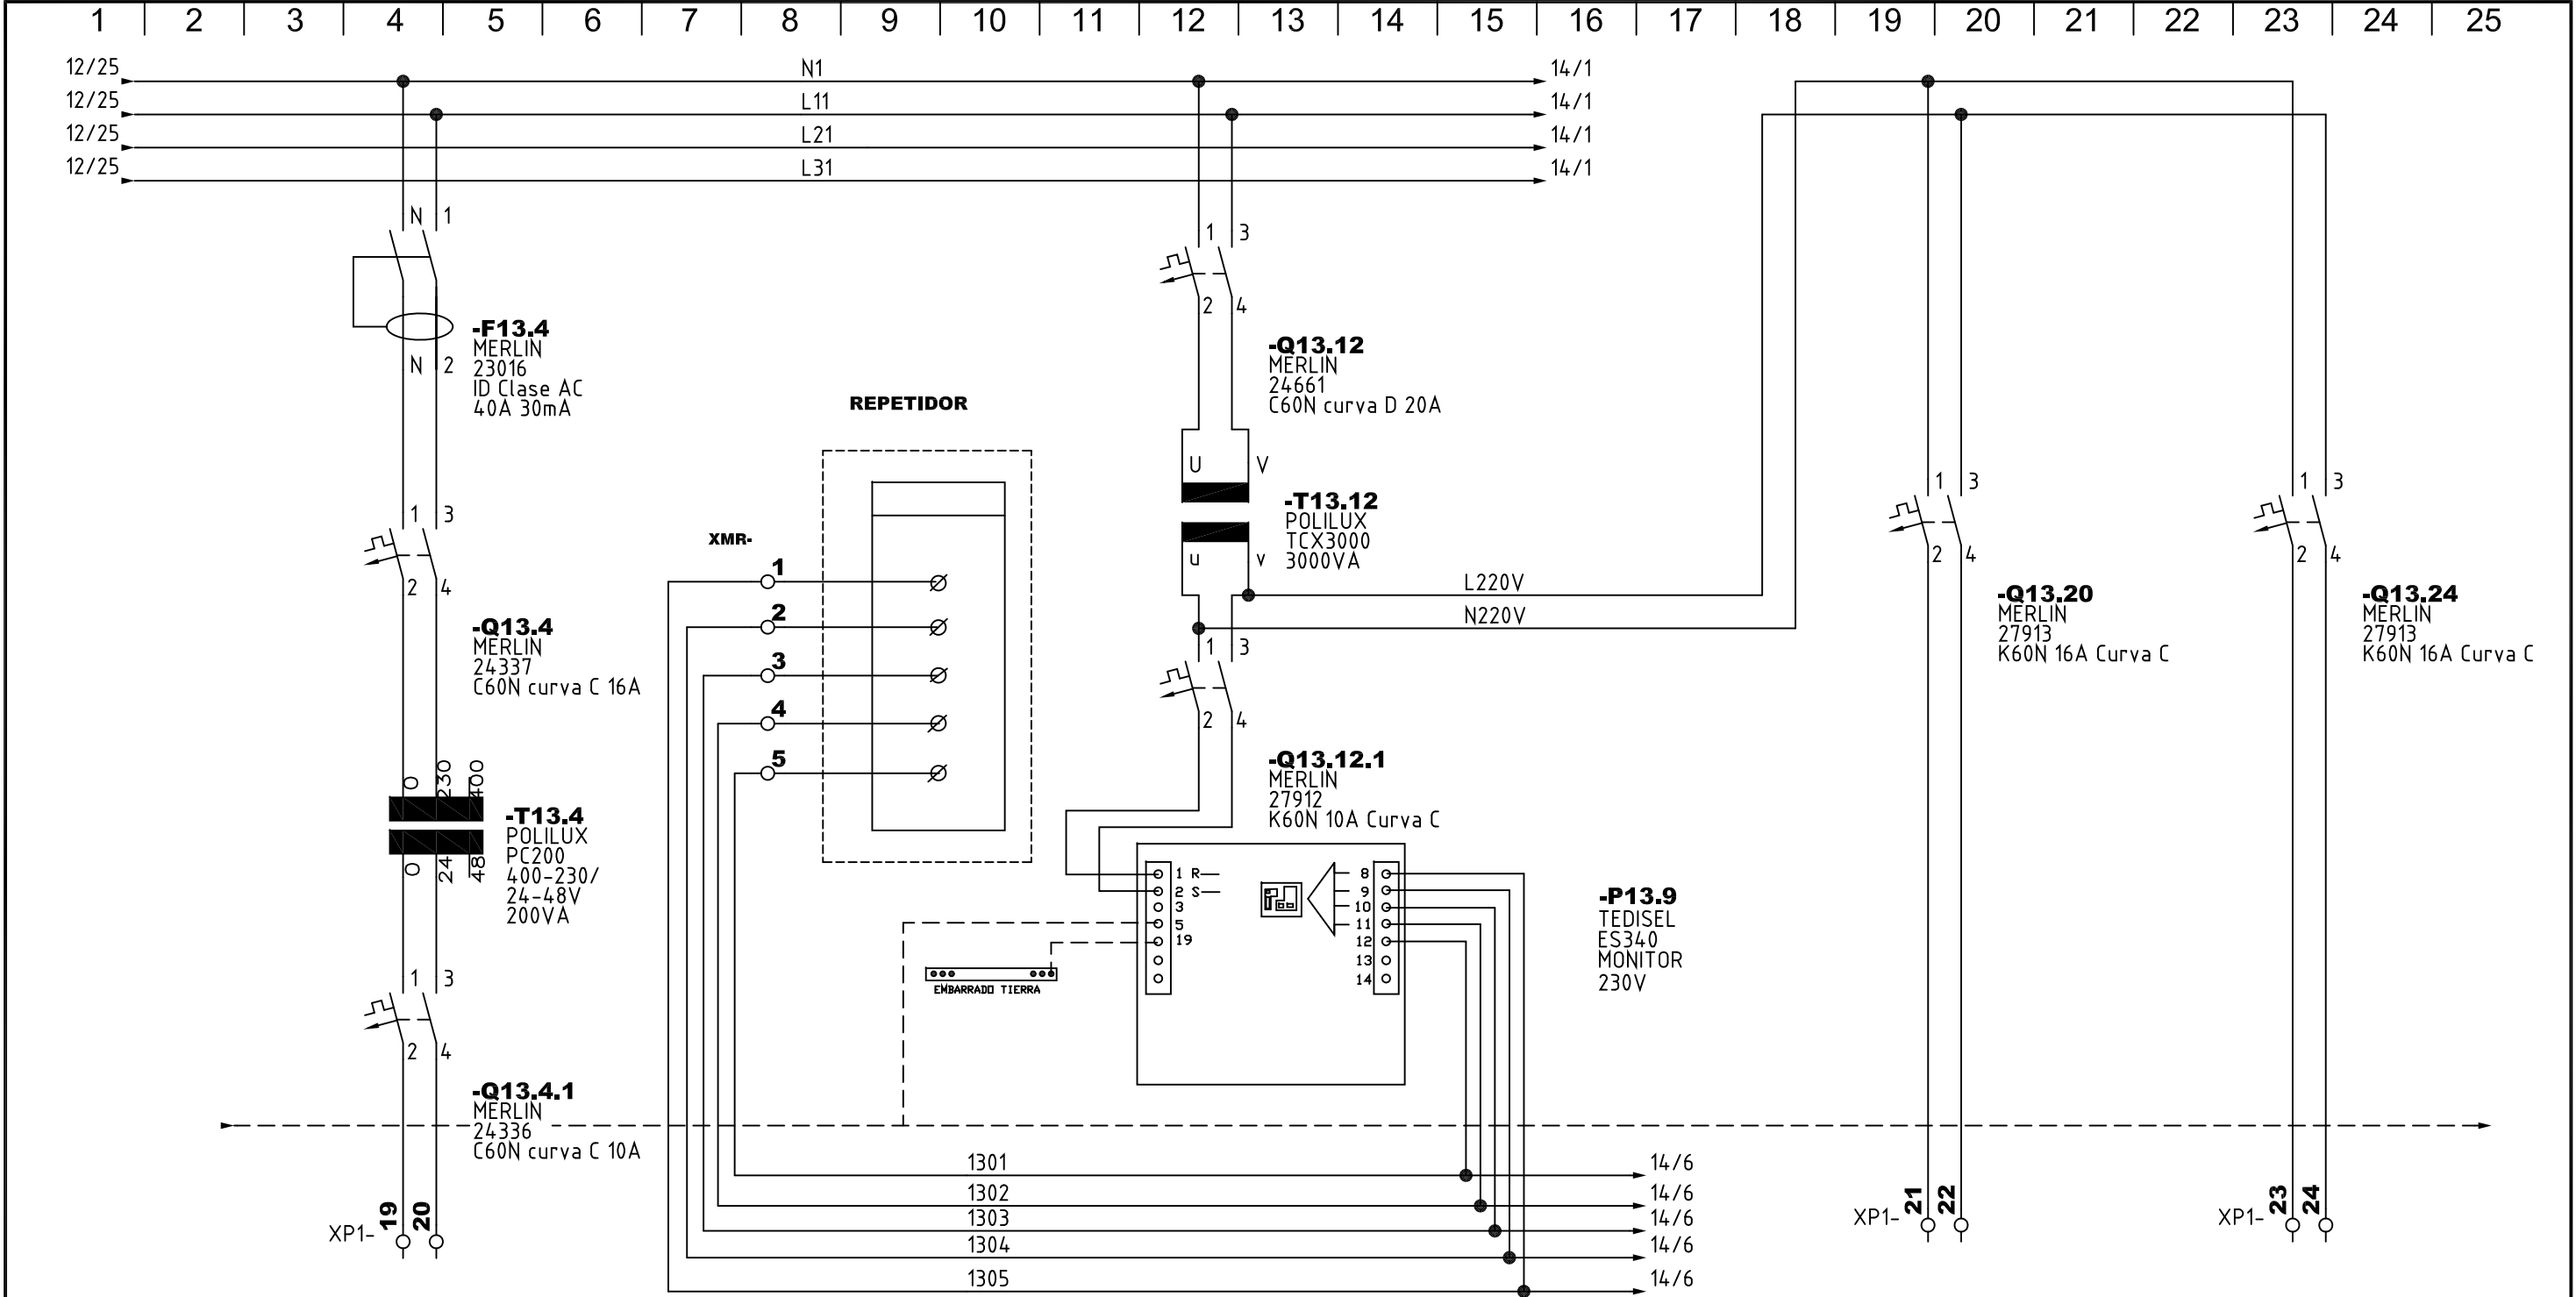 1 2 3 4 5 6 7 8 9 10 11 12 13 14 15 16 17 18 19 20 21 22 23 24 25
12/25 N1 14/1
12/25 L11 14/1
12/25 L21 14/1
12/25 L31 14/1
N 1
N 2
-F13.4
MERLIN
23016
ID Clase AC
40A 30mA
1 3
2 4
-Q13.4
MERLIN
24337
C60N curva C 16A
0 230 400
0 24 48
-T13.4
POLILUX
PC200
400-230/
24-48V
200VA
1 3
2 4
-Q13.4.1
MERLIN
24336
C60N curva C 10A
XP1- 19 20
REPETIDOR
XMR-
1
2
3
4
5
1 3
2 4
-Q13.12
MERLIN
24661
C60N curva D 20A
U V
u v
-T13.12
POLILUX
TCX3000
3000VA
L220V
N220V
1 3
2 4
-Q13.12.1
MERLIN
27912
K60N 10A Curva C
1 R
2 S
3
5
19
8
9
10
11
12
13
14
EMBARRADO TIERRA
-P13.9
TEDISEL
ES340
MONITOR
230V
1301 14/6
1302 14/6
1303 14/6
1304 14/6
1305 14/6
1 3
2 4
-Q13.20
MERLIN
27913
K60N 16A Curva C
XP1- 21 22
1 3
2 4
-Q13.24
MERLIN
27913
K60N 16A Curva C
XP1- 23 24